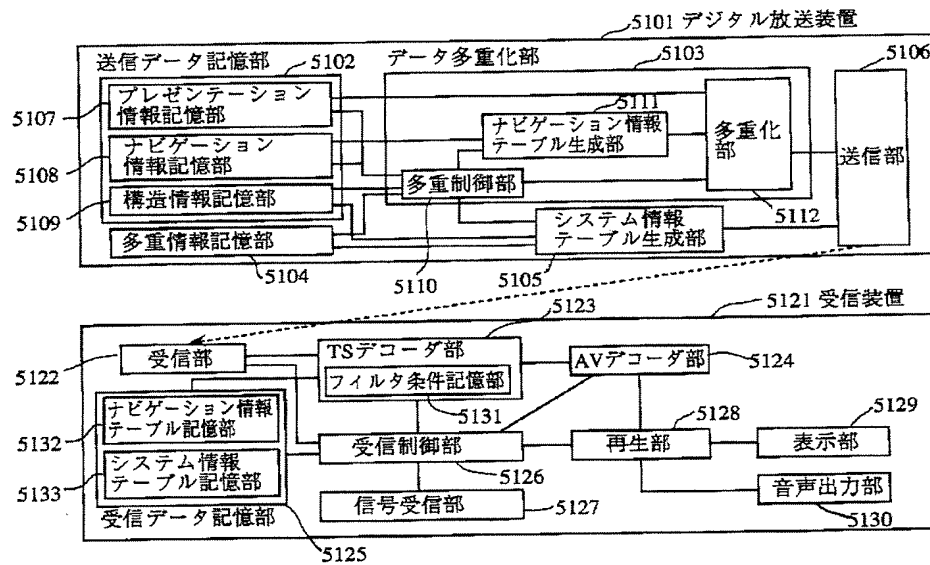 5101 デジタル放送装置
送信データ記憶部
5102
データ多重化部
5103
5106
5107
プレゼンテーション
情報記憶部
5111
ナビゲーション情報
テーブル生成部
多重化
部
送信部
5108
ナビゲーション
情報記憶部
多重制御部
5109
構造情報記憶部
5112
多重情報記憶部
システム情報
テーブル生成部
5104
5110
5105
5121 受信装置
5123
5122
受信部
TSデコーダ部
フィルタ条件記憶部
AVデコーダ部
5124
5131
5132
ナビゲーション情報
テーブル記憶部
5128
5129
受信制御部
再生部
表示部
5133
システム情報
テーブル記憶部
5126
信号受信部
5127
音声出力部
5130
受信データ記憶部
5125